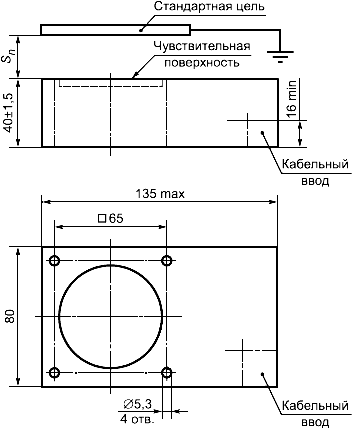 Стандартная цель
Чувствительная
поверхность
Sn
40±1,5
16 min
Кабельный
ввод
135 max
□65
80
∅5,3
4 отв.
Кабельный
ввод